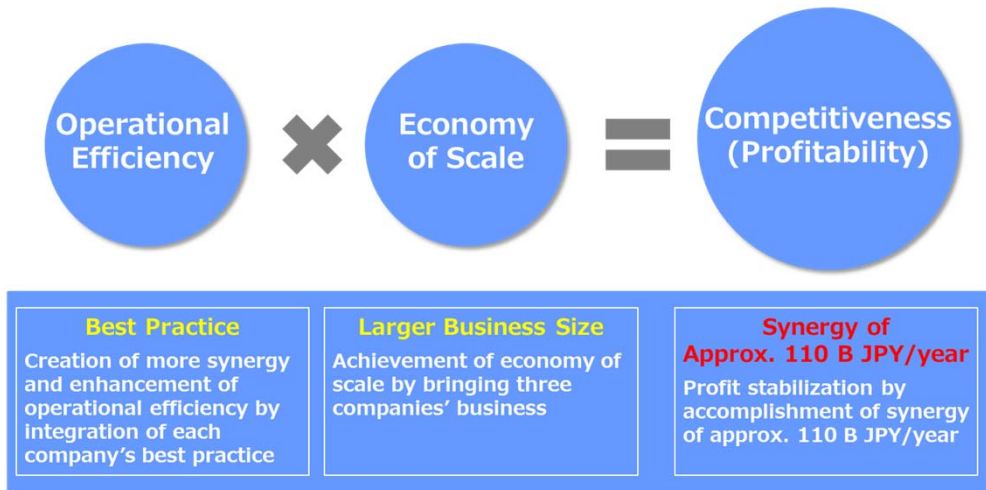 Operational
Efficiency
Economy
of Scale
Competitiveness
(Profitability)
Best Practice
Creation of more synergy
and enhancement of
operational efficiency by
integration of each
company’s best practice
Larger Business Size
Achievement of economy of
scale by bringing three
companies’ business
Synergy of
Approx. 110 B JPY/year
Profit stabilization by
accomplishment of synergy
of approx. 110 B JPY/year